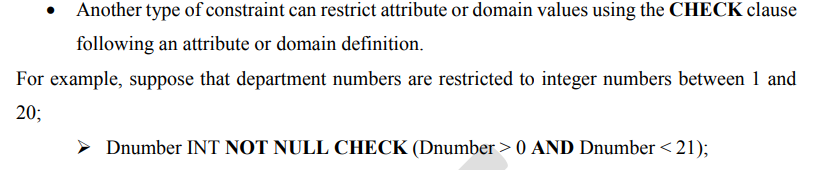 • Another type of constraint can restrict attribute or domain values using the CHECK clause
following an attribute or domain definition.
For example, suppose that department numbers are restricted to integer numbers between 1 and
20;
➢ Dnumber INT NOT NULL CHECK (Dnumber > 0 AND Dnumber < 21);